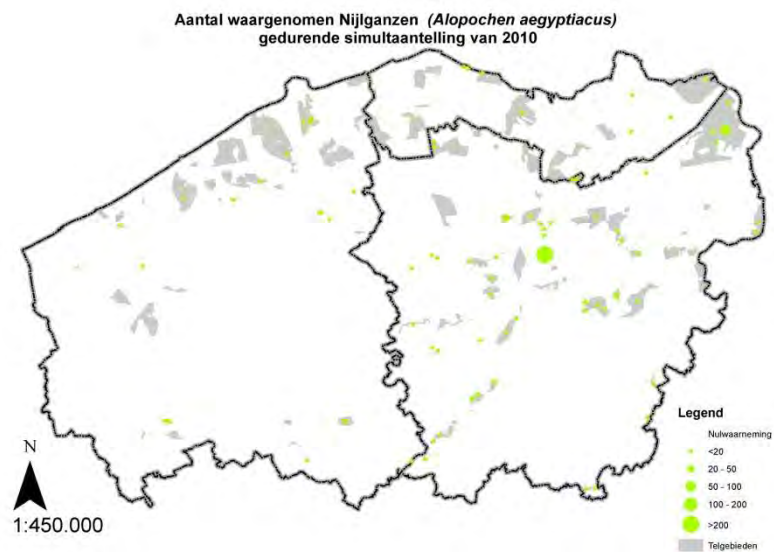 Aantal waargenomen Nijlganzen (Alopochen aegyptiacus)
gedurende simultaantelling van 2010
Legend
Nulwaarneming
<20
20 - 50
50 - 100
100 - 200
>200
Telgebieden
N
1:450.000